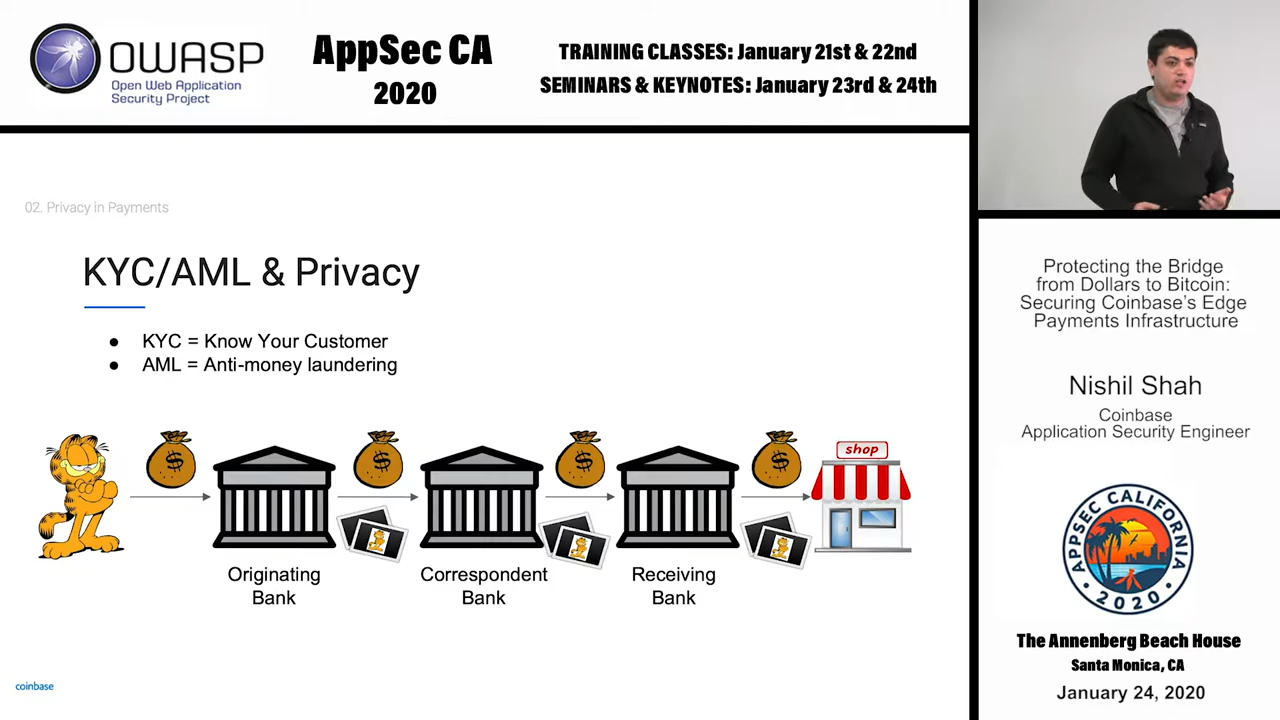 OWASP
Open Web Application
Security Project
AppSec CA
2020
TRAINING CLASSES: January 21st & 22nd
SEMINARS & KEYNOTES: January 23rd & 24th
02. Privacy in Payments
KYC/AML & Privacy
● KYC = Know Your Customer
● AML = Anti-money laundering
$
$
$
$
shop
Originating
Bank
Correspondent
Bank
Receiving
Bank
coinbase
Protecting the Bridge
from Dollars to Bitcoin:
Securing Coinbase's Edge
Payments Infrastructure
Nishil Shah
Coinbase
Application Security Engineer
APPSEC CALIFORNIA
• 2020 •
The Annenberg Beach House
Santa Monica, CA
January 24, 2020